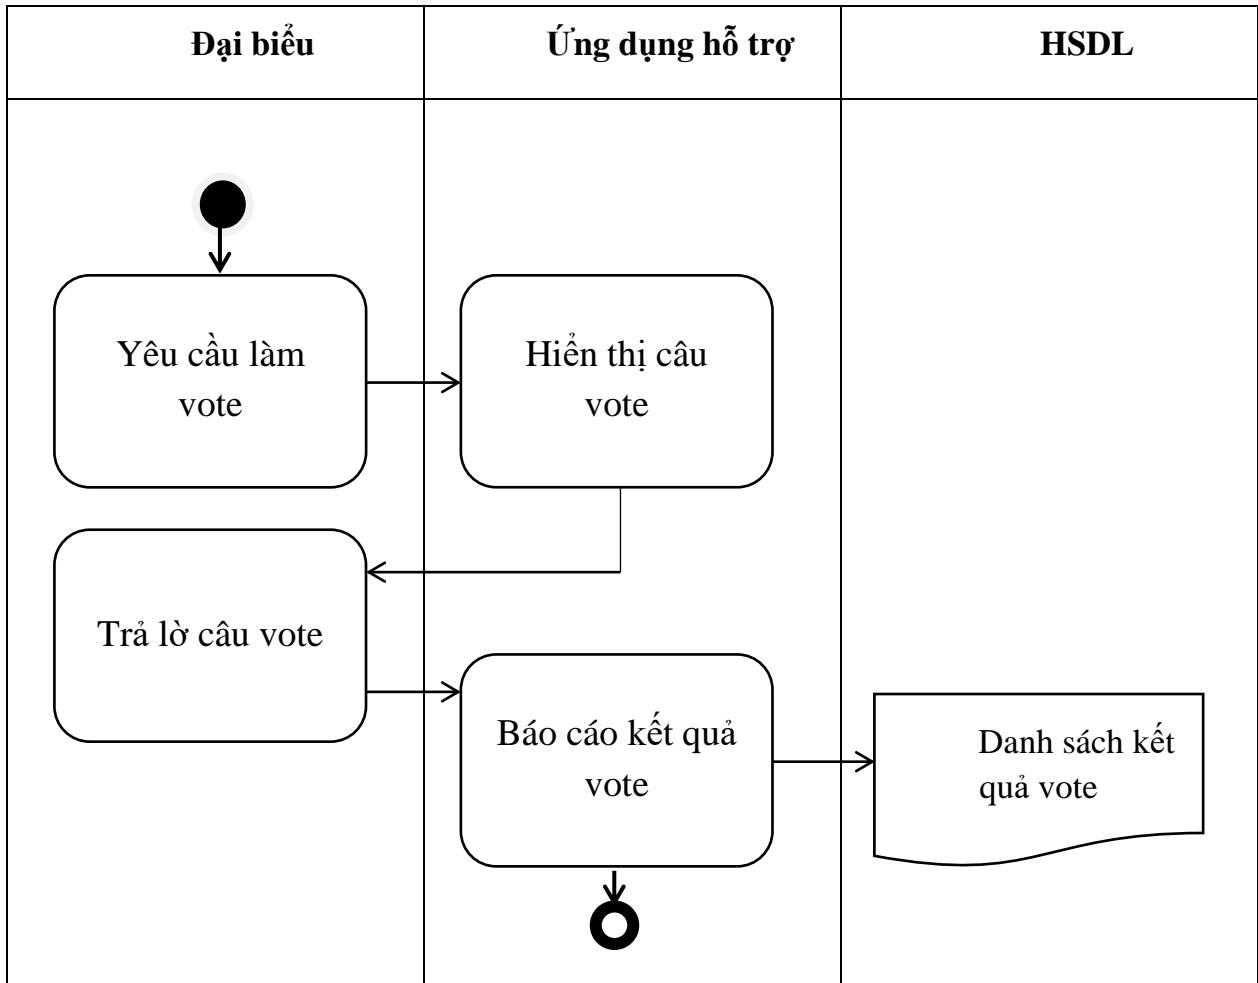 Đại biểu
Ứng dụng hỗ trợ
HSDL
Yêu cầu làm
vote
Hiển thị câu
vote
Trả lờ câu vote
Báo cáo kết quả
vote
Danh sách kết
quả vote